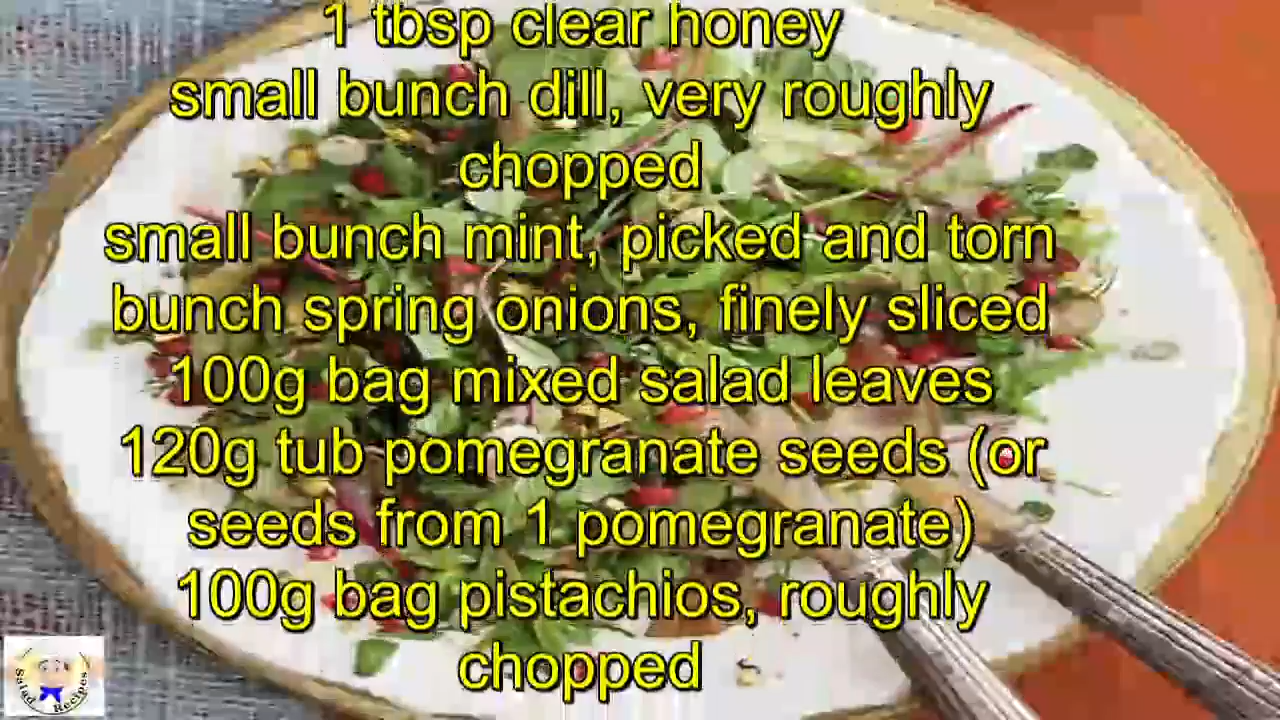 1 tbsp clear honey
small bunch dill, very roughly
chopped
small bunch mint, picked and torn
bunch spring onions, finely sliced
100g bag mixed salad leaves
120g tub pomegranate seeds (or
seeds from 1 pomegranate)
100g bag pistachios, roughly
chopped
Salad Recipes